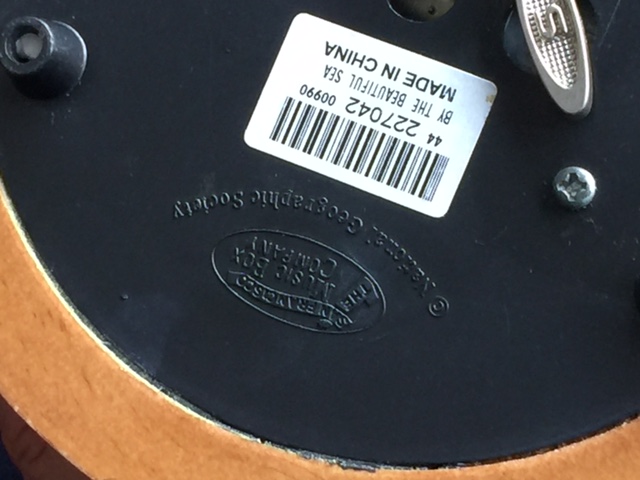 44 227042 00990
BY THE BEAUTIFUL SEA
MADE IN CHINA
© National Geographic Society
THE
SAN FRANCISCO
MUSIC BOX
COMPANY
S